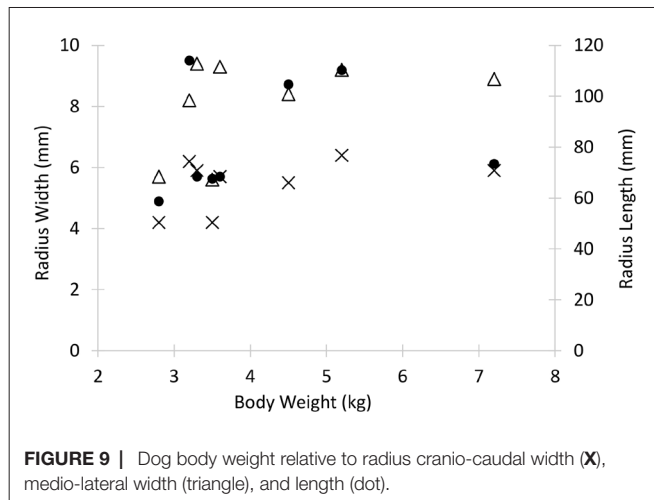 10
8
6
4
2
0
Radius Width (mm)
120
100
80
60
40
20
0
Radius Length (mm)
2 3 4 5 6 7 8
Body Weight (kg)
FIGURE 9 | Dog body weight relative to radius cranio-caudal width (X),
medio-lateral width (triangle), and length (dot).